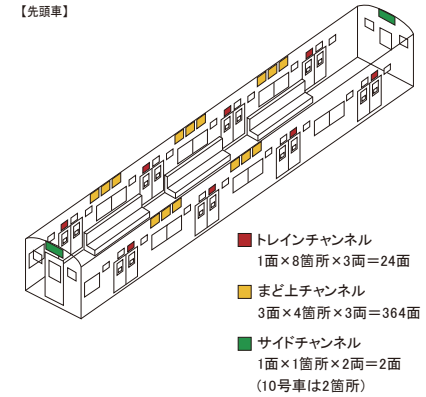 【先頭車】
トレインチャンネル
1面×8箇所×3両=24面
まど上チャンネル
3面×4箇所×3両=364面
サイドチャンネル
1面×1箇所×2両=2面
(10号車は2箇所)